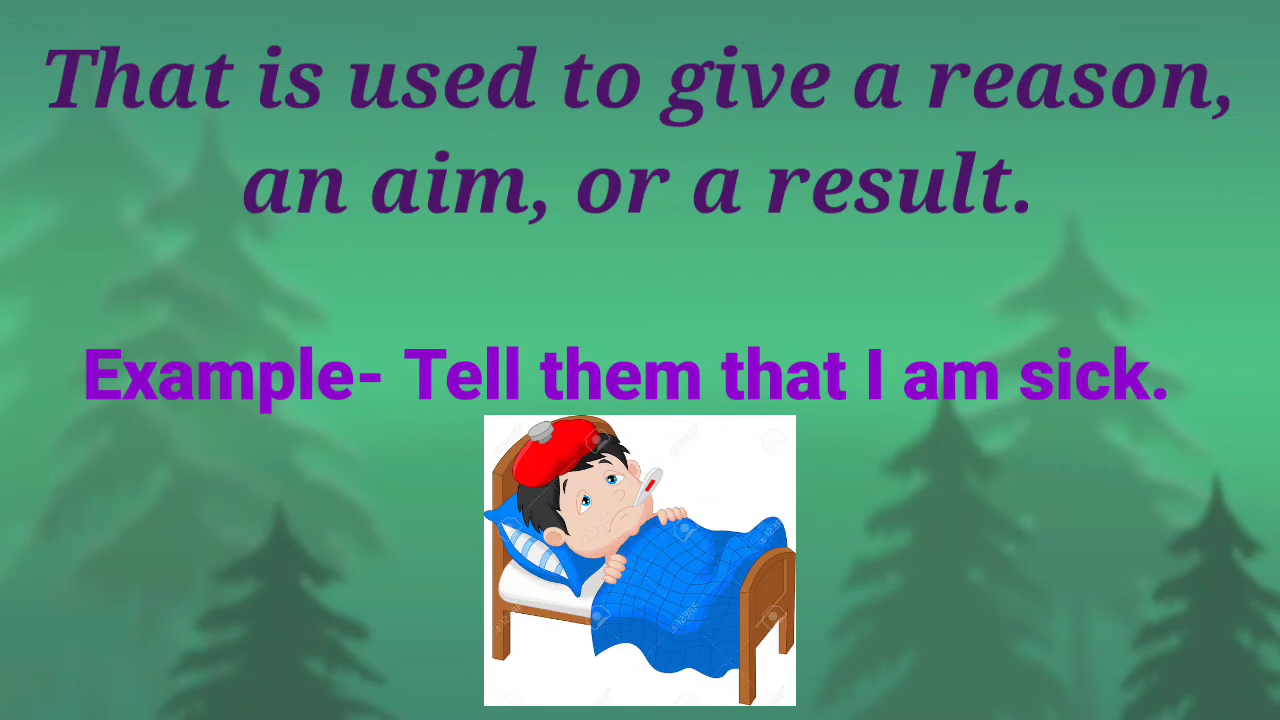 That is used to give a reason,
an aim, or a result.
Example- Tell them that I am sick.